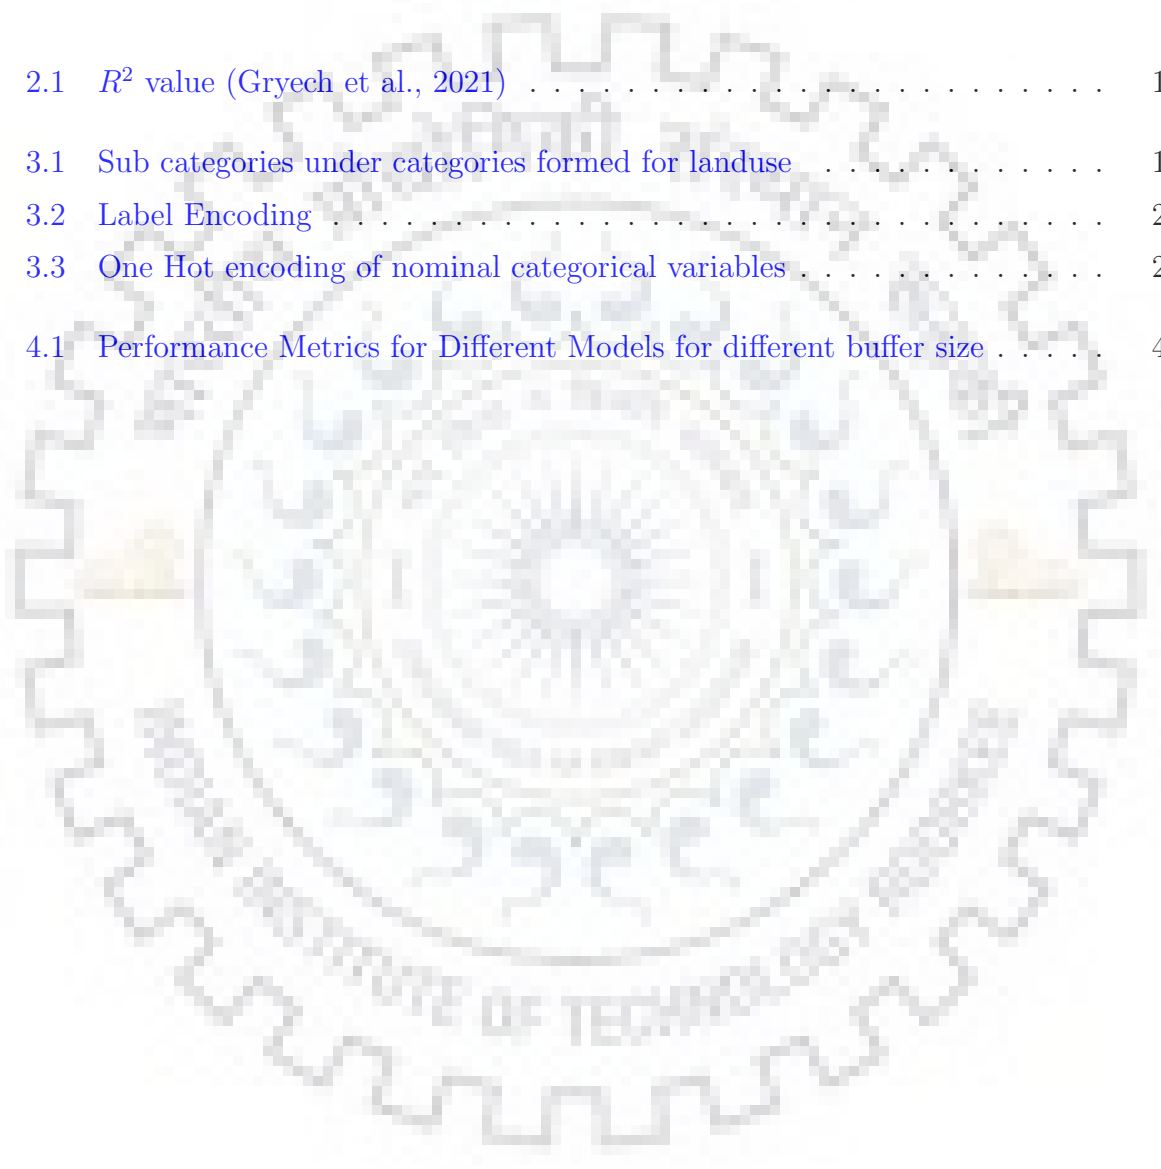 2.1 R² value (Gryech et al., 2021) . . . . . . . . . . . . . . . . . . . . . . . . 1
3.1 Sub categories under categories formed for landuse . . . . . . . . . . . . 1
3.2 Label Encoding . . . . . . . . . . . . . . . . . . . . . . . . . . . . . . . . 2
3.3 One Hot encoding of nominal categorical variables . . . . . . . . . . . . . 2
4.1 Performance Metrics for Different Models for different buffer size . . . . . 4
INSTITUTE OF TECHNOLOGY